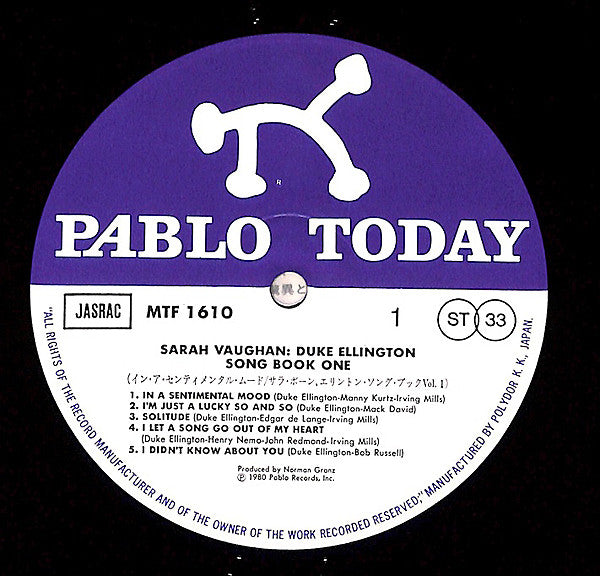 R
PABLO TODAY
異と
JASRAC
MTF 1610
1
ST 33
SARAH VAUGHAN: DUKE ELLINGTON
SONG BOOK ONE
(イン・ア・センティメンタル・ムード/サラ・ボーン、エリントン・ソング・ブックVol. 1)
1. IN A SENTIMENTAL MOOD (Duke Ellington-Manny Kurtz-Irving Mills)
2. I'M JUST A LUCKY SO AND SO (Duke Ellington-Mack David)
3. SOLITUDE (Duke Ellington-Edgar de Lange-Irving Mills)
4. I LET A SONG GO OUT OF MY HEART
(Duke Ellington-Henry Nemo-John Redmond-Irving Mills)
5. I DIDN'T KNOW ABOUT YOU (Duke Ellington-Bob Russell)
Produced by Norman Granz
Ⓟ 1980 Pablo Records, Inc.
"ALL RIGHTS OF THE RECORD MANUFACTURER AND OF THE OWNER OF THE WORK RECORDED RESERVED;" MANUFACTURED BY POLYDOR K. K., JAPAN.